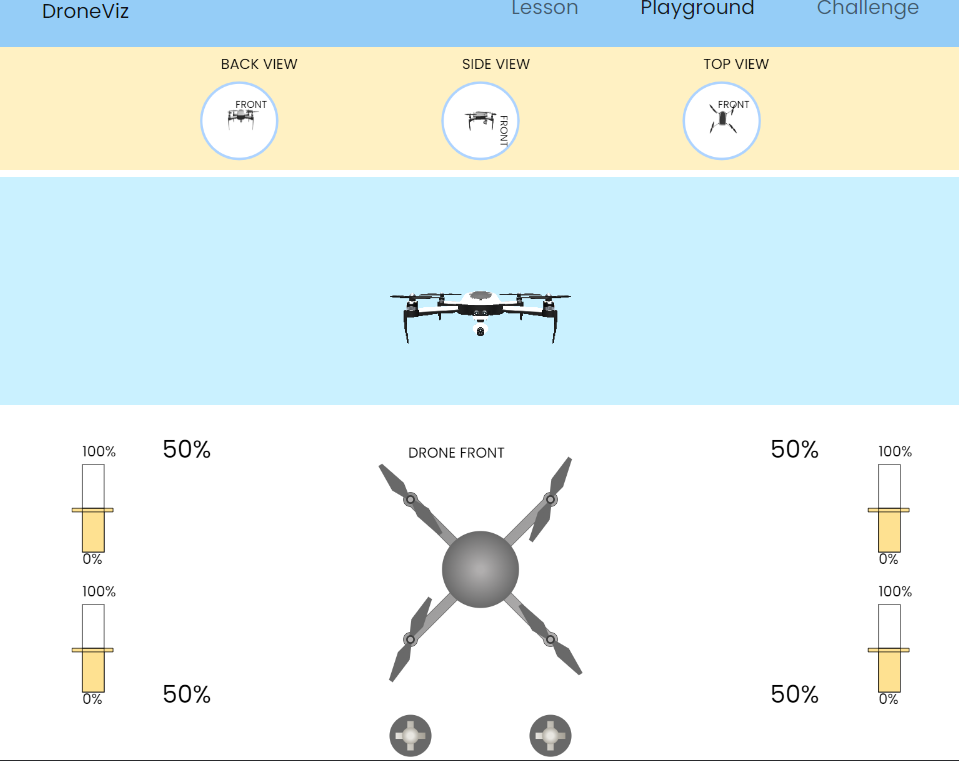 DroneViz
Lesson
Playground
Challenge
BACK VIEW
SIDE VIEW
TOP VIEW
FRONT
FRONT
FRONT
100%
50%
DRONE FRONT
50%
100%
0%
0%
100%
100%
50%
50%
0%
0%